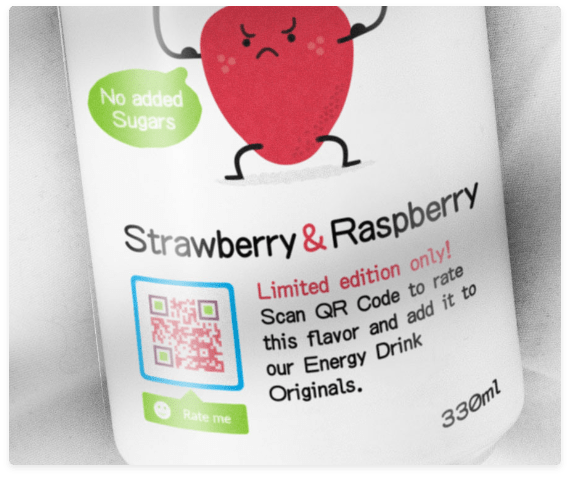 No added
Sugars
Strawberry & Raspberry
Limited edition only!
Scan QR Code to rate
this flavor and add it to
our Energy Drink
Originals.
Rate me
330ml